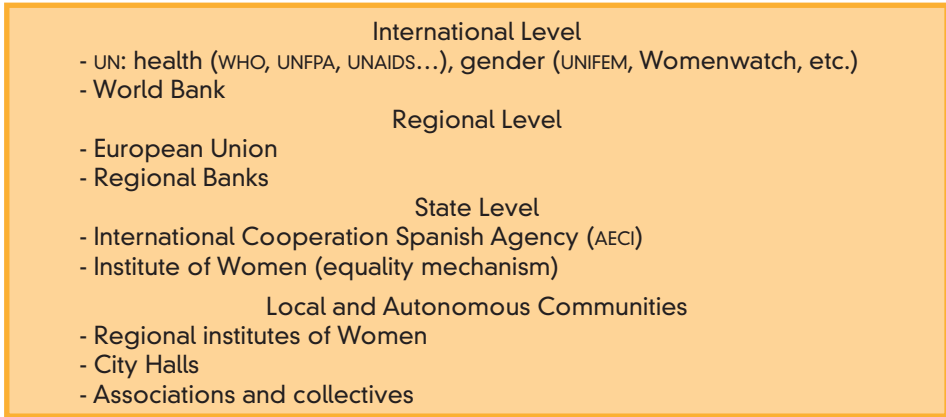 International Level
- UN: health (WHO, UNFPA, UNAIDS…), gender (UNIFEM, Womenwatch, etc.)
- World Bank
Regional Level
- European Union
- Regional Banks
State Level
- International Cooperation Spanish Agency (AECI)
- Institute of Women (equality mechanism)
Local and Autonomous Communities
- Regional institutes of Women
- City Halls
- Associations and collectives